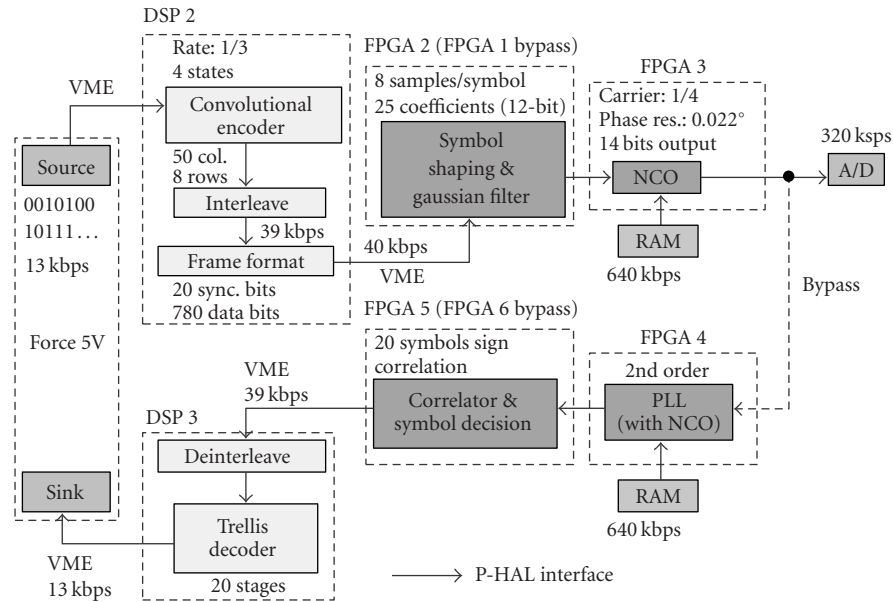 DSP 2
Rate: 1/3
4 states
VME
Convolutional
encoder
50 col.
8 rows
Interleave
39 kbps
Frame format
20 sync. bits
780 data bits
Source
0010100
10111...
13 kbps
Force 5V
Sink
VME
13 kbps
FPGA 2 (FPGA 1 bypass)
8 samples/symbol
25 coefficients (12-bit)
Symbol
shaping &
gaussian filter
40 kbps
VME
FPGA 3
Carrier: 1/4
Phase res.: 0.022°
14 bits output
NCO
RAM
640 kbps
320 ksps
A/D
Bypass
FPGA 5 (FPGA 6 bypass)
20 symbols sign
correlation
Correlator &
symbol decision
FPGA 4
2nd order
PLL
(with NCO)
RAM
640 kbps
VME
39 kbps
DSP 3
Deinterleave
Trellis
decoder
20 stages
P-HAL interface